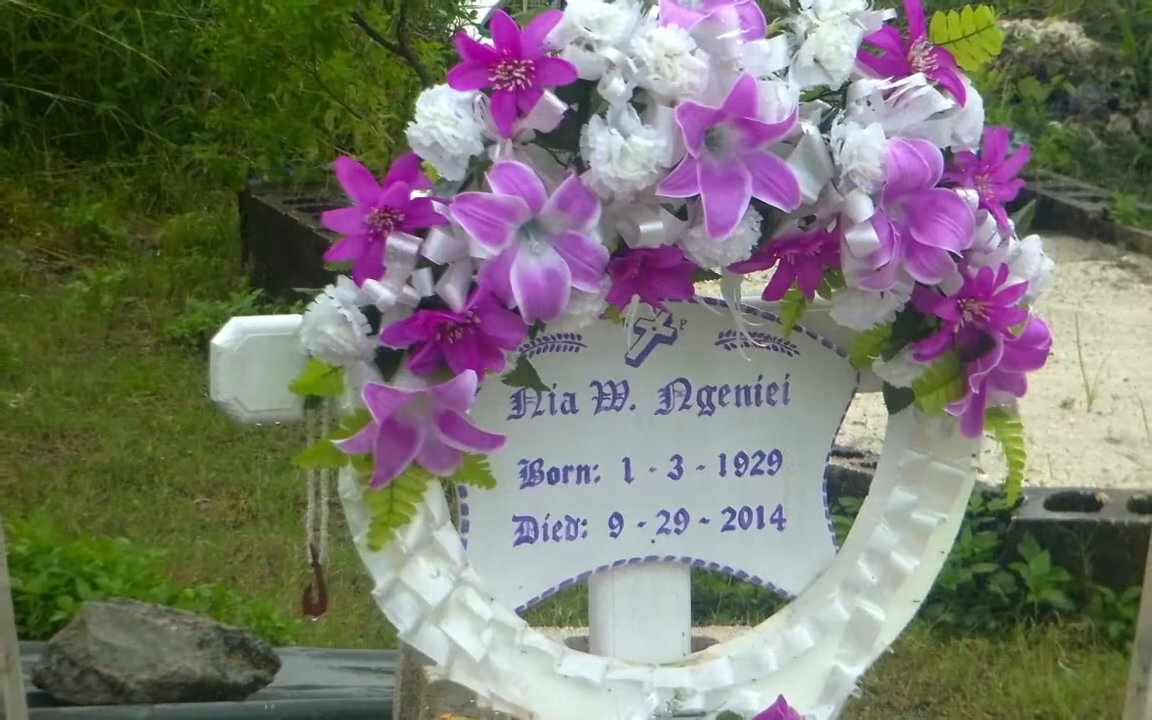 Nia W. Ngeniei
Born: 1 - 3 - 1929
Died: 9 - 29 - 2014